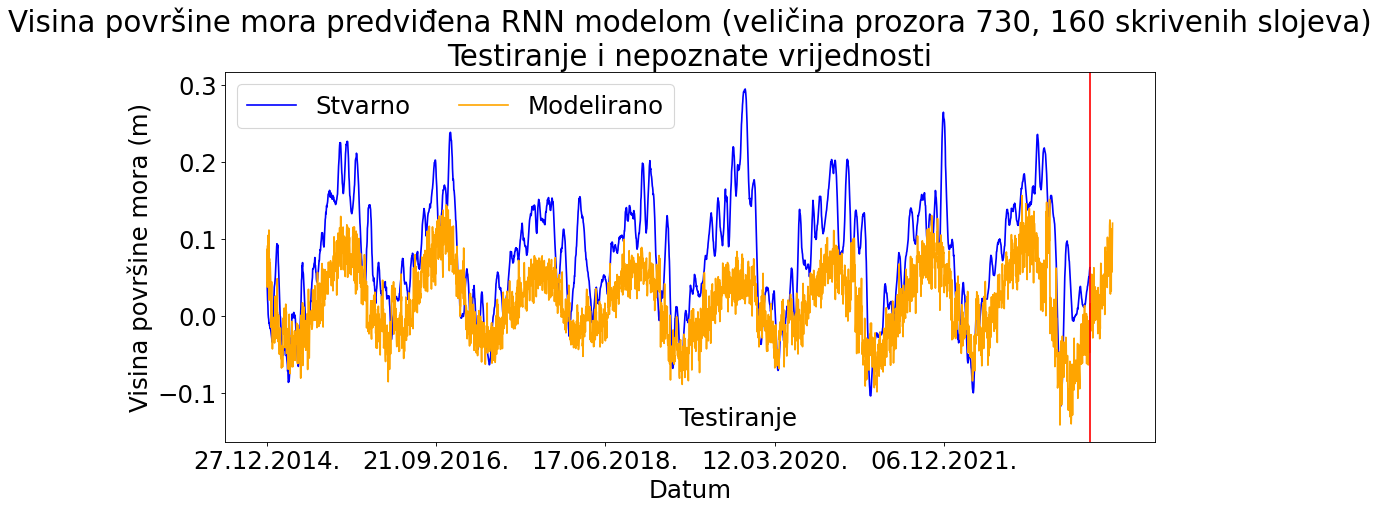 Visina površine mora predviđena RNN modelom (veličina prozora 730, 160 skrivenih slojeva)
Testiranje i nepoznate vrijednosti
Stvarno
Modelirano
Visina površine mora (m)
0.3
0.2
0.1
0.0
−0.1
Testiranje
27.12.2014.
21.09.2016.
17.06.2018.
12.03.2020.
06.12.2021.
Datum